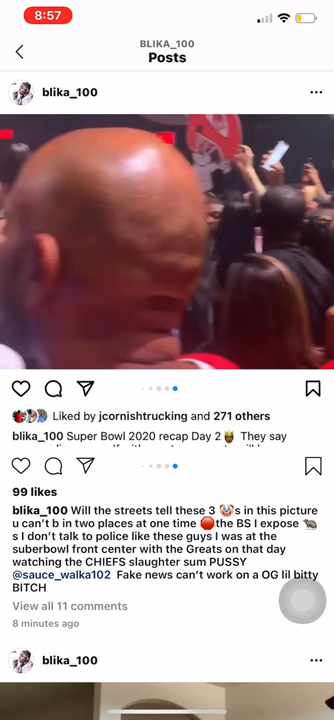 8:57
BLIKA_100
Posts
blika_100
Liked by jcornishtrucking and 271 others
blika_100 Super Bowl 2020 recap Day 2🤴🏾 They say
99 likes
blika_100 Will the streets tell these 3 🤡s in this picture
u can't b in two places at one time 🛑the BS I expose 🐀
s I don't talk to police like these guys I was at the
suberbowl front center with the Greats on that day
watching the CHIEFS slaughter sum PUSSY
@sauce_walka102 Fake news can't work on a OG lil bitty
BITCH
View all 11 comments
8 minutes ago
blika_100